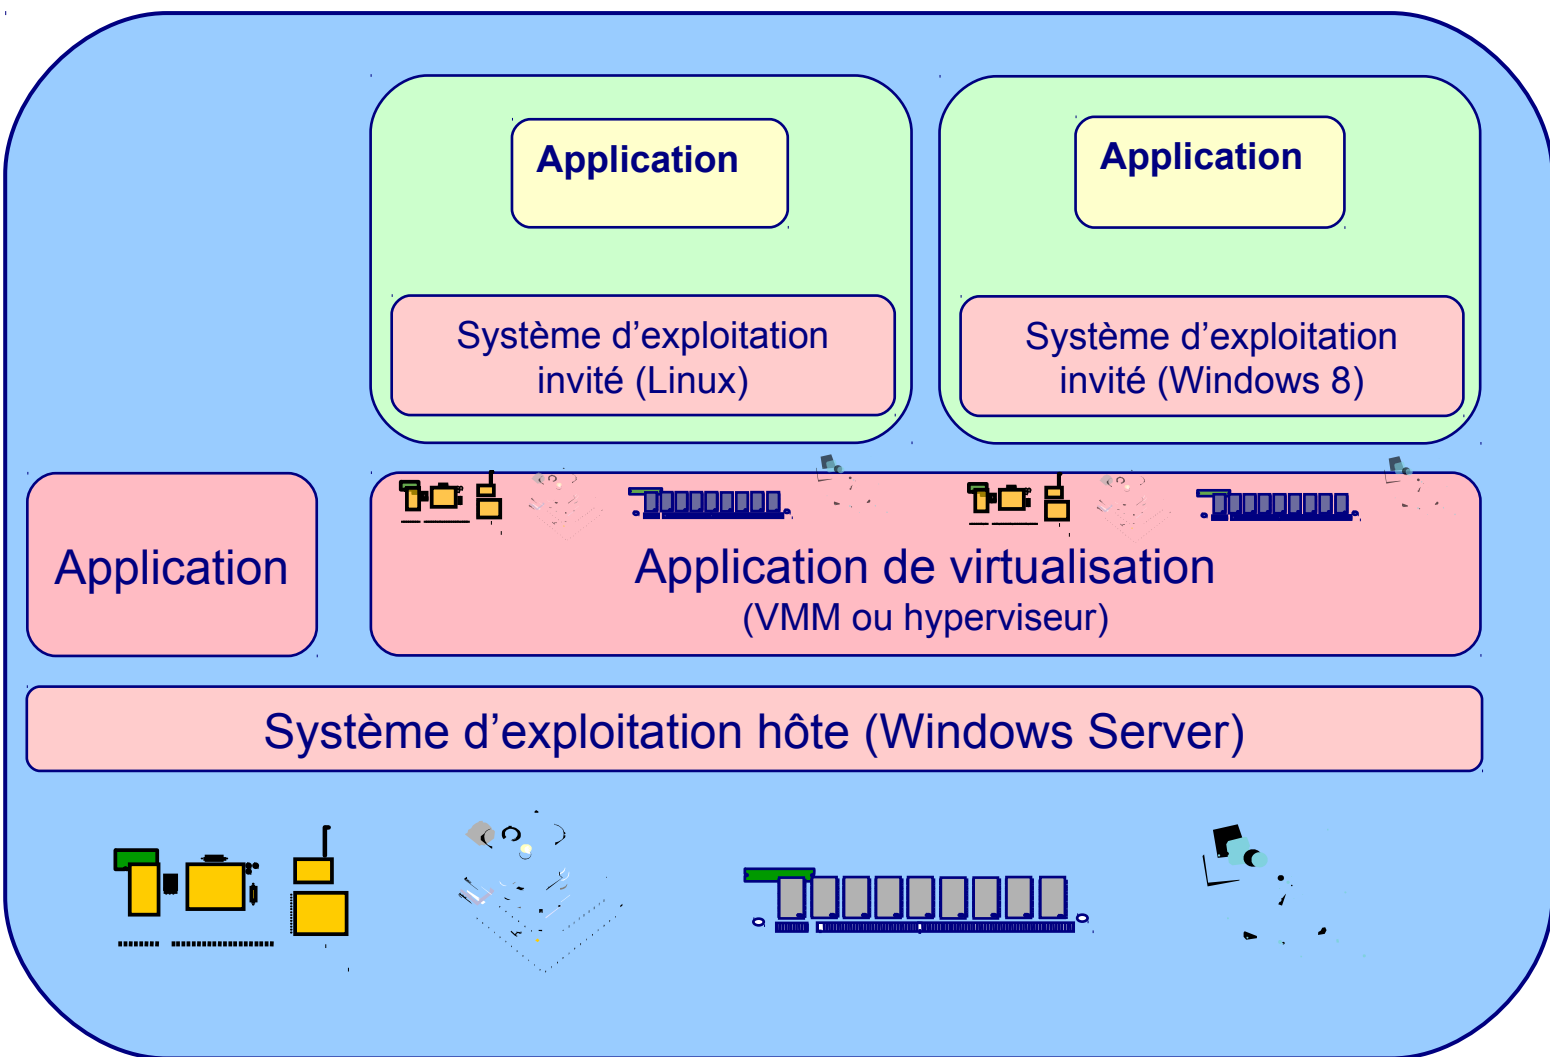 Application
Application
Système d’exploitation
invité (Linux)
Système d’exploitation
invité (Windows 8)
Application
Application de virtualisation
(VMM ou hyperviseur)
Système d’exploitation hôte (Windows Server)